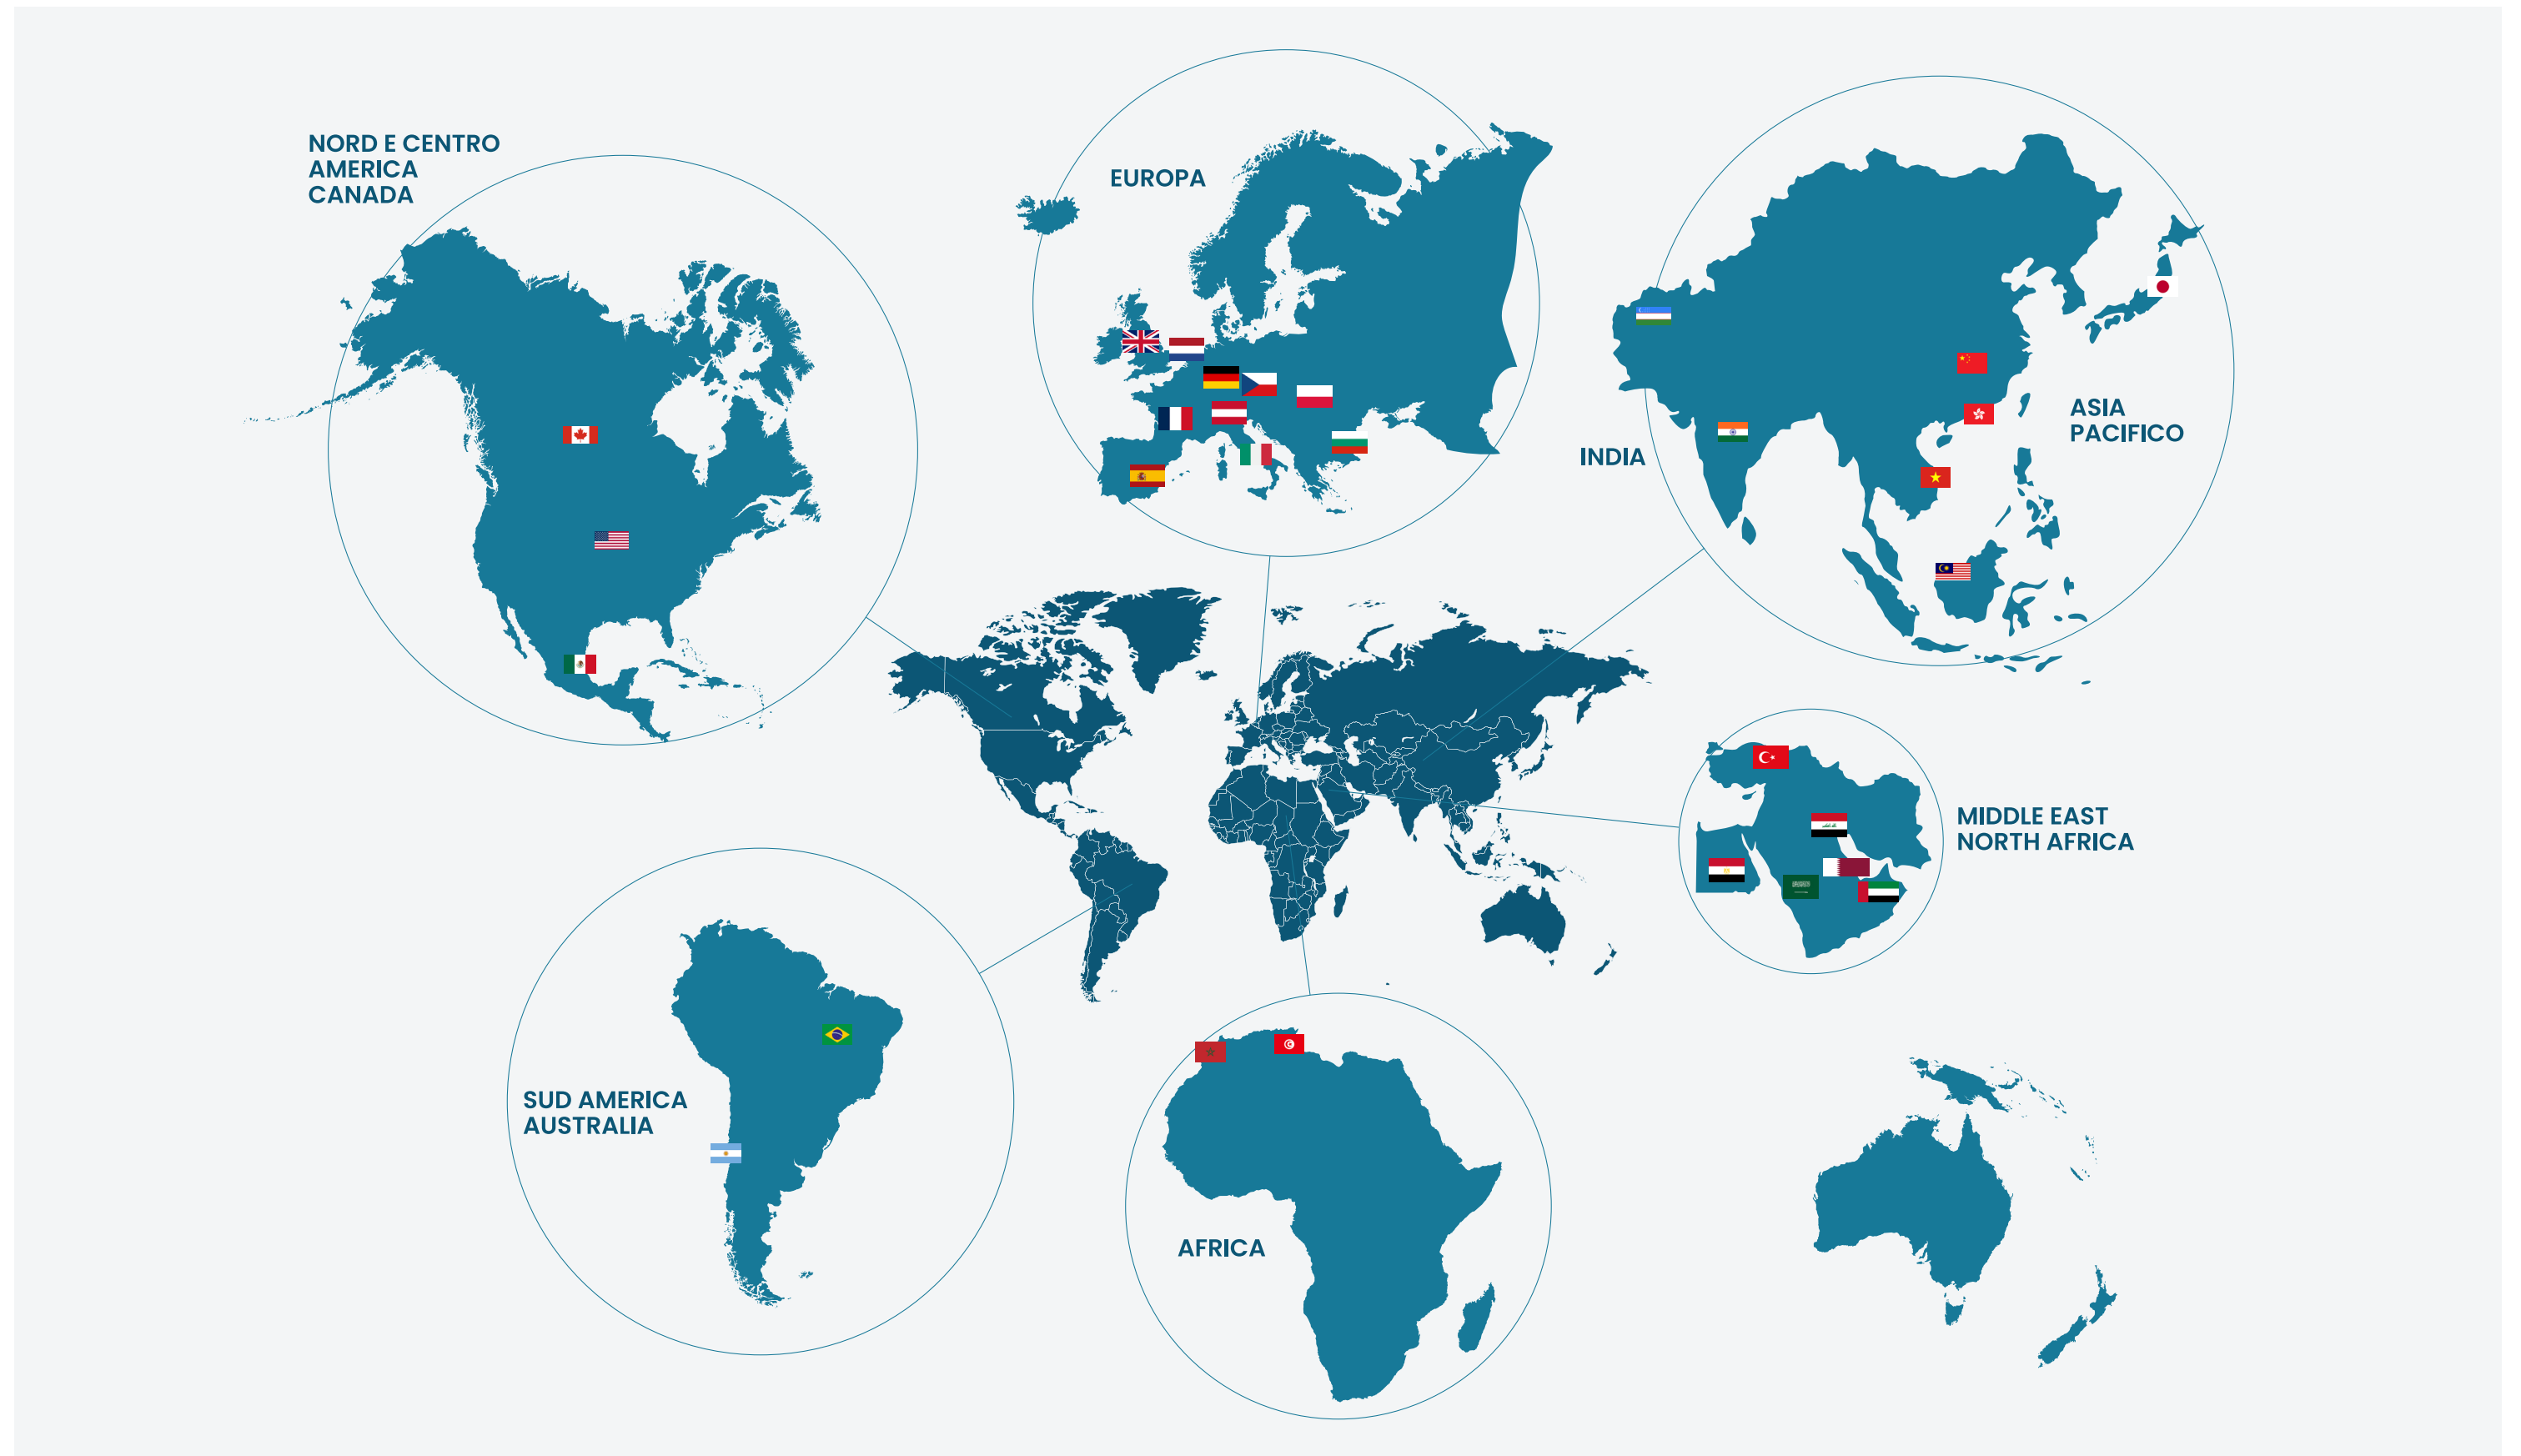 NORD E CENTRO
AMERICA
CANADA
EUROPA
INDIA
ASIA
PACIFICO
MIDDLE EAST
NORTH AFRICA
SUD AMERICA
AUSTRALIA
AFRICA